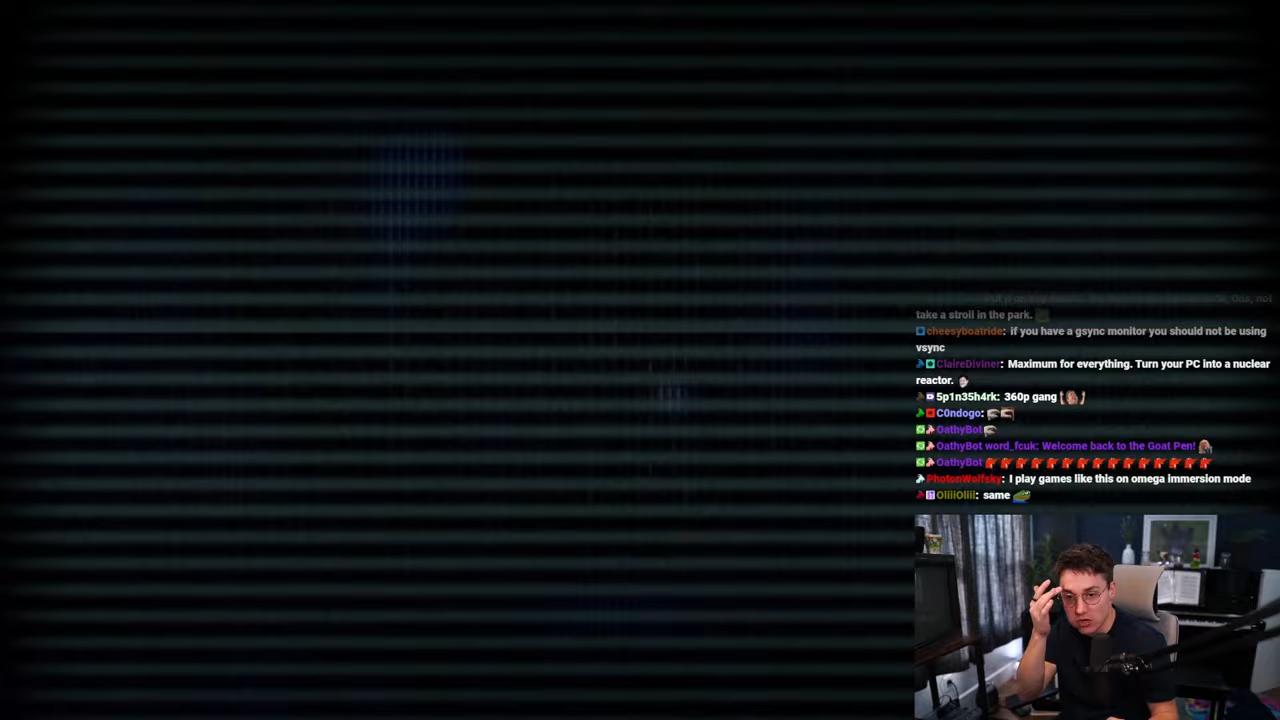 take a stroll in the park.
cheesyboatride: if you have a gsync monitor you should not be using
vsync
ClaireDiviner: Maximum for everything. Turn your PC into a nuclear
reactor.
5p1n35h4rk: 360p gang
C0ndogo:
OathyBot
OathyBot word_fcuk: Welcome back to the Goat Pen!
OathyBot
PhotonWolfsky: I play games like this on omega immersion mode
OliiiOliii: same